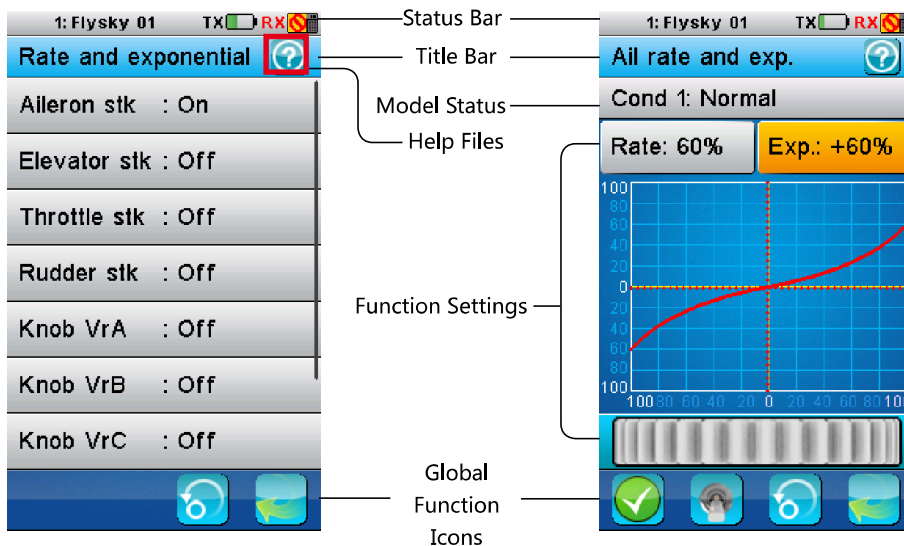 1: Flysky 01 TX RX
Rate and exponential ?
Aileron stk : On
Elevator stk : Off
Throttle stk : Off
Rudder stk : Off
Knob VrA : Off
Knob VrB : Off
Knob VrC : Off
Status Bar
Title Bar
Model Status
Help Files
Function Settings
Global
Function
Icons
1: Flysky 01 TX RX
Ail rate and exp. ?
Cond 1: Normal
Rate: 60% Exp.: +60%
100
80
60
40
20
0
20
40
60
80
100
100 80 60 40 20 0 20 40 60 80 10